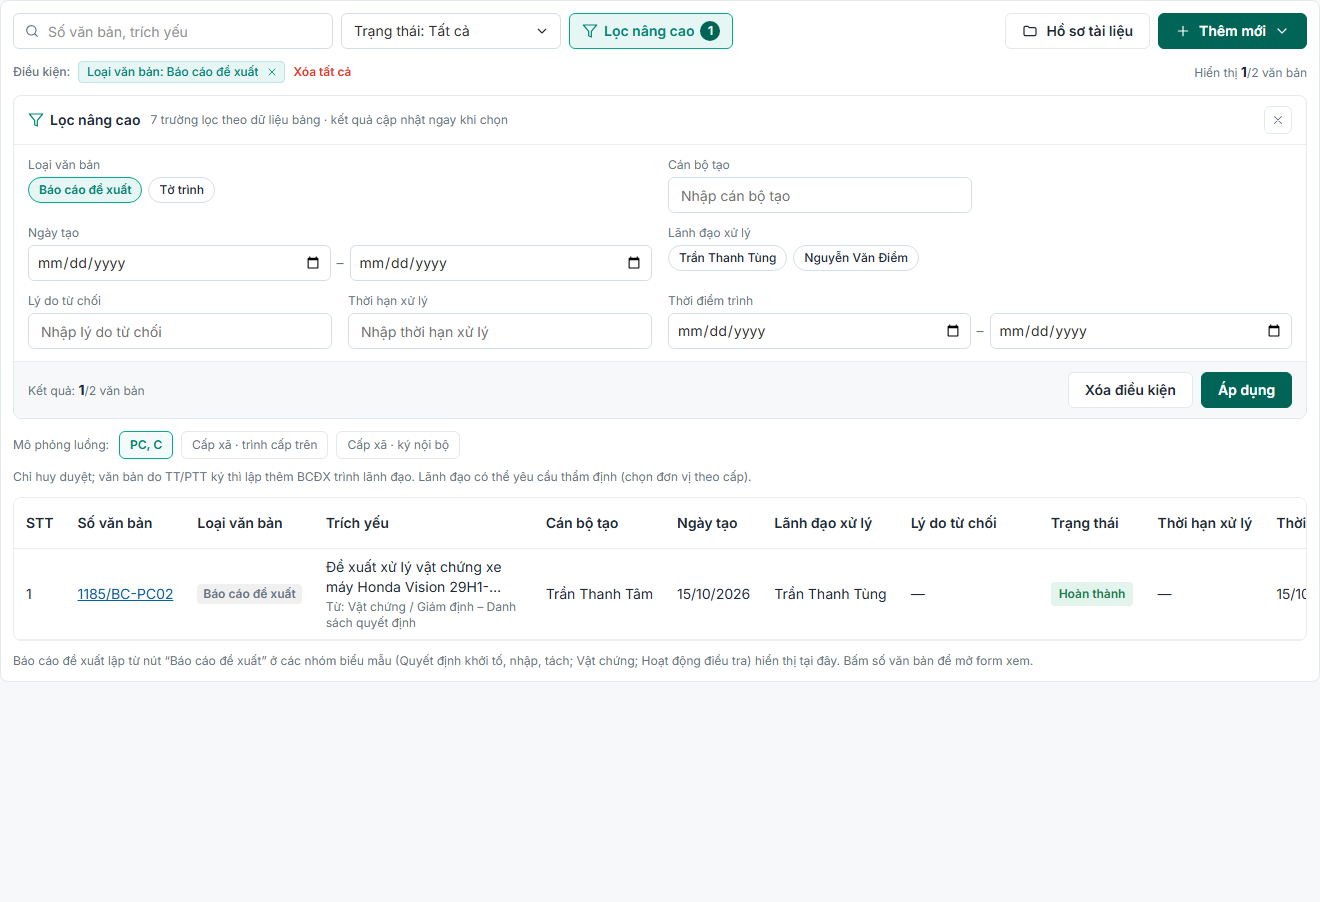 Số văn bản, trích yếu
Trạng thái: Tất cả
Lọc nâng cao 1
Hồ sơ tài liệu
Thêm mới
Điều kiện: Loại văn bản: Báo cáo đề xuất × Xóa tất cả
Hiển thị 1/2 văn bản
Lọc nâng cao 7 trường lọc theo dữ liệu bảng · kết quả cập nhật ngay khi chọn
Loại văn bản
Báo cáo đề xuất Tờ trình
Cán bộ tạo
Nhập cán bộ tạo
Ngày tạo
mm/dd/yyyy – mm/dd/yyyy
Lãnh đạo xử lý
Trần Thanh Tùng Nguyễn Văn Điểm
Lý do từ chối
Nhập lý do từ chối
Thời hạn xử lý
Nhập thời hạn xử lý
Thời điểm trình
mm/dd/yyyy – mm/dd/yyyy
Kết quả: 1/2 văn bản
Xóa điều kiện
Áp dụng
Mô phỏng luồng: PC, C Cấp xã · trình cấp trên Cấp xã · ký nội bộ
Chỉ huy duyệt; văn bản do TT/PTT ký thì lập thêm BCĐX trình lãnh đạo. Lãnh đạo có thể yêu cầu thẩm định (chọn đơn vị theo cấp).
STT Số văn bản Loại văn bản Trích yếu Cán bộ tạo Ngày tạo Lãnh đạo xử lý Lý do từ chối Trạng thái Thời hạn xử lý Thời
1 1185/BC-PC02 Báo cáo đề xuất
Đề xuất xử lý vật chứng xe
máy Honda Vision 29H1-...
Từ: Vật chứng / Giám định – Danh
sách quyết định
Trần Thanh Tâm 15/10/2026 Trần Thanh Tùng — Hoàn thành — 15/10
Báo cáo đề xuất lập từ nút “Báo cáo đề xuất” ở các nhóm biểu mẫu (Quyết định khởi tố, nhập, tách; Vật chứng; Hoạt động điều tra) hiển thị tại đây. Bấm số văn bản để mở form xem.